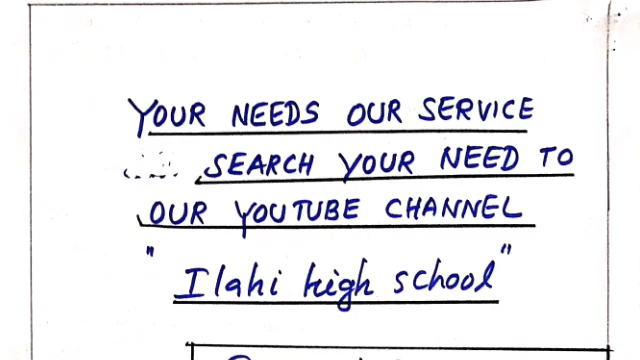 YOUR NEEDS OUR SERVICE
SEARCH YOUR NEED TO
OUR YOUTUBE CHANNEL
"Ilahi high school"